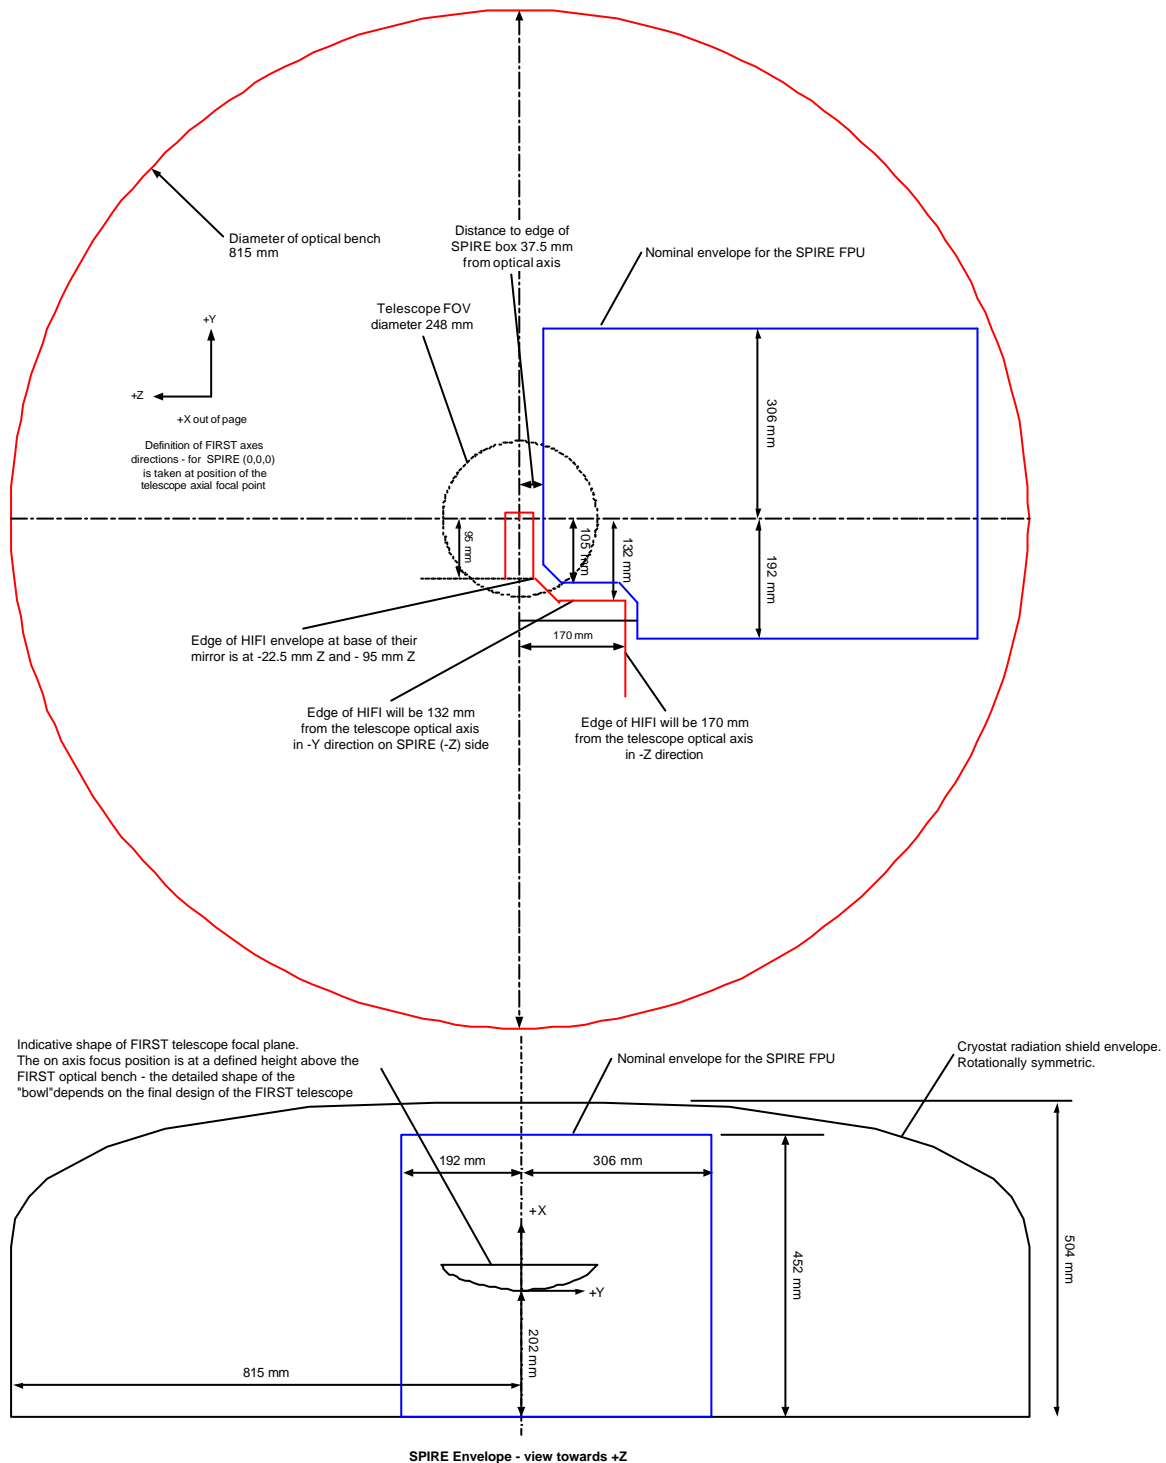 Diameter of optical bench
815 mm
Distance to edge of
SPIRE box 37.5 mm
from optical axis
Nominal envelope for the SPIRE FPU
Telescope FOV
diameter 248 mm
+Y
+Z
+X out of page
Definition of FIRST axes
directions - for SPIRE (0,0,0)
is taken at position of the
telescope axial focal point
306 mm
95 mm
105 mm
132 mm
192 mm
170 mm
Edge of HIFI envelope at base of their
mirror is at -22.5 mm Z and - 95 mm Z
Edge of HIFI will be 132 mm
from the telescope optical axis
in -Y direction on SPIRE (-Z) side
Edge of HIFI will be 170 mm
from the telescope optical axis
in -Z direction
Indicative shape of FIRST telescope focal plane.
The on axis focus position is at a defined height above the
FIRST optical bench - the detailed shape of the
"bowl"depends on the final design of the FIRST telescope
Nominal envelope for the SPIRE FPU
Cryostat radiation shield envelope.
Rotationally symmetric.
192 mm
306 mm
+X
+Y
452 mm
504 mm
202 mm
815 mm
SPIRE Envelope - view towards +Z